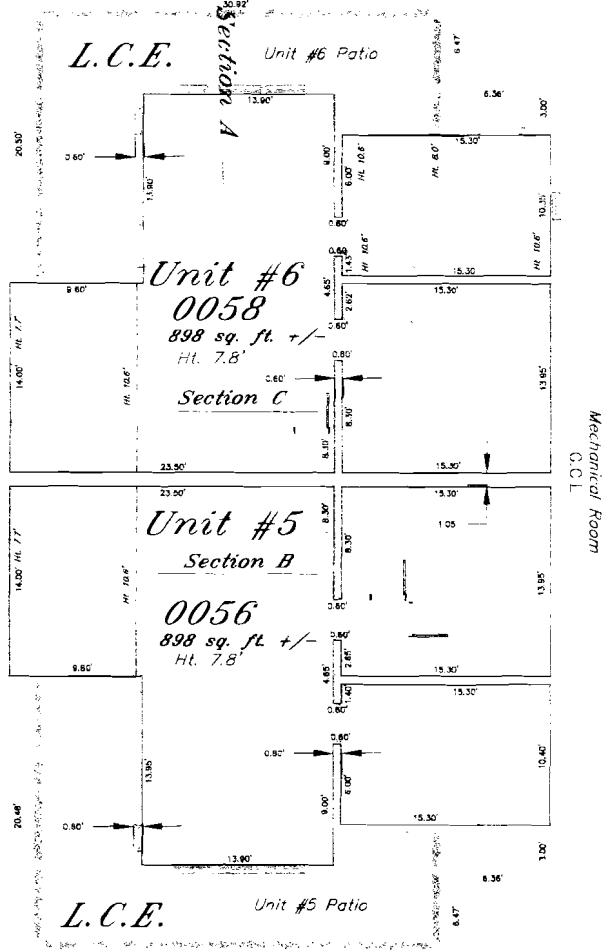 30.92'
L.C.E.
Section A
Unit #6 Patio
6.47'
6.36'
3.00'
13.90'
20.50'
0.60'
13.90'
9.00'
6.00'
Ht. 10.6'
Ht. 8.0'
15.30'
10.35'
Ht. 10.6'
0.60'
0.60
1.43'
Ht. 10.6'
15.30
9.60'
Unit #6
0058
898 sq. ft. +/-
Ht. 7.8'
4.65'
2.62'
15.30'
0.60'
14.00' Ht. 7.7'
Ht. 10.6'
0.60'
0.60'
Section C
8.30'
8.30'
13.95'
23.50'
15.30'
Mechanical Room
G.C.E.
23.50'
15.30'
1.05
14.00' Ht. 7.7'
Ht. 10.6'
Unit #5
Section B
8.30'
8.30'
13.95'
0056
898 sq. ft. +/-
Ht. 7.8'
0.60'
0.60'
4.65'
2.65'
15.30'
9.60'
15.30'
1.40'
0.60'
0.60'
0.60'
13.95'
9.00'
6.00'
10.40'
20.48'
0.60'
15.30'
13.90'
3.00'
6.36'
6.47'
L.C.E.
Unit #5 Patio